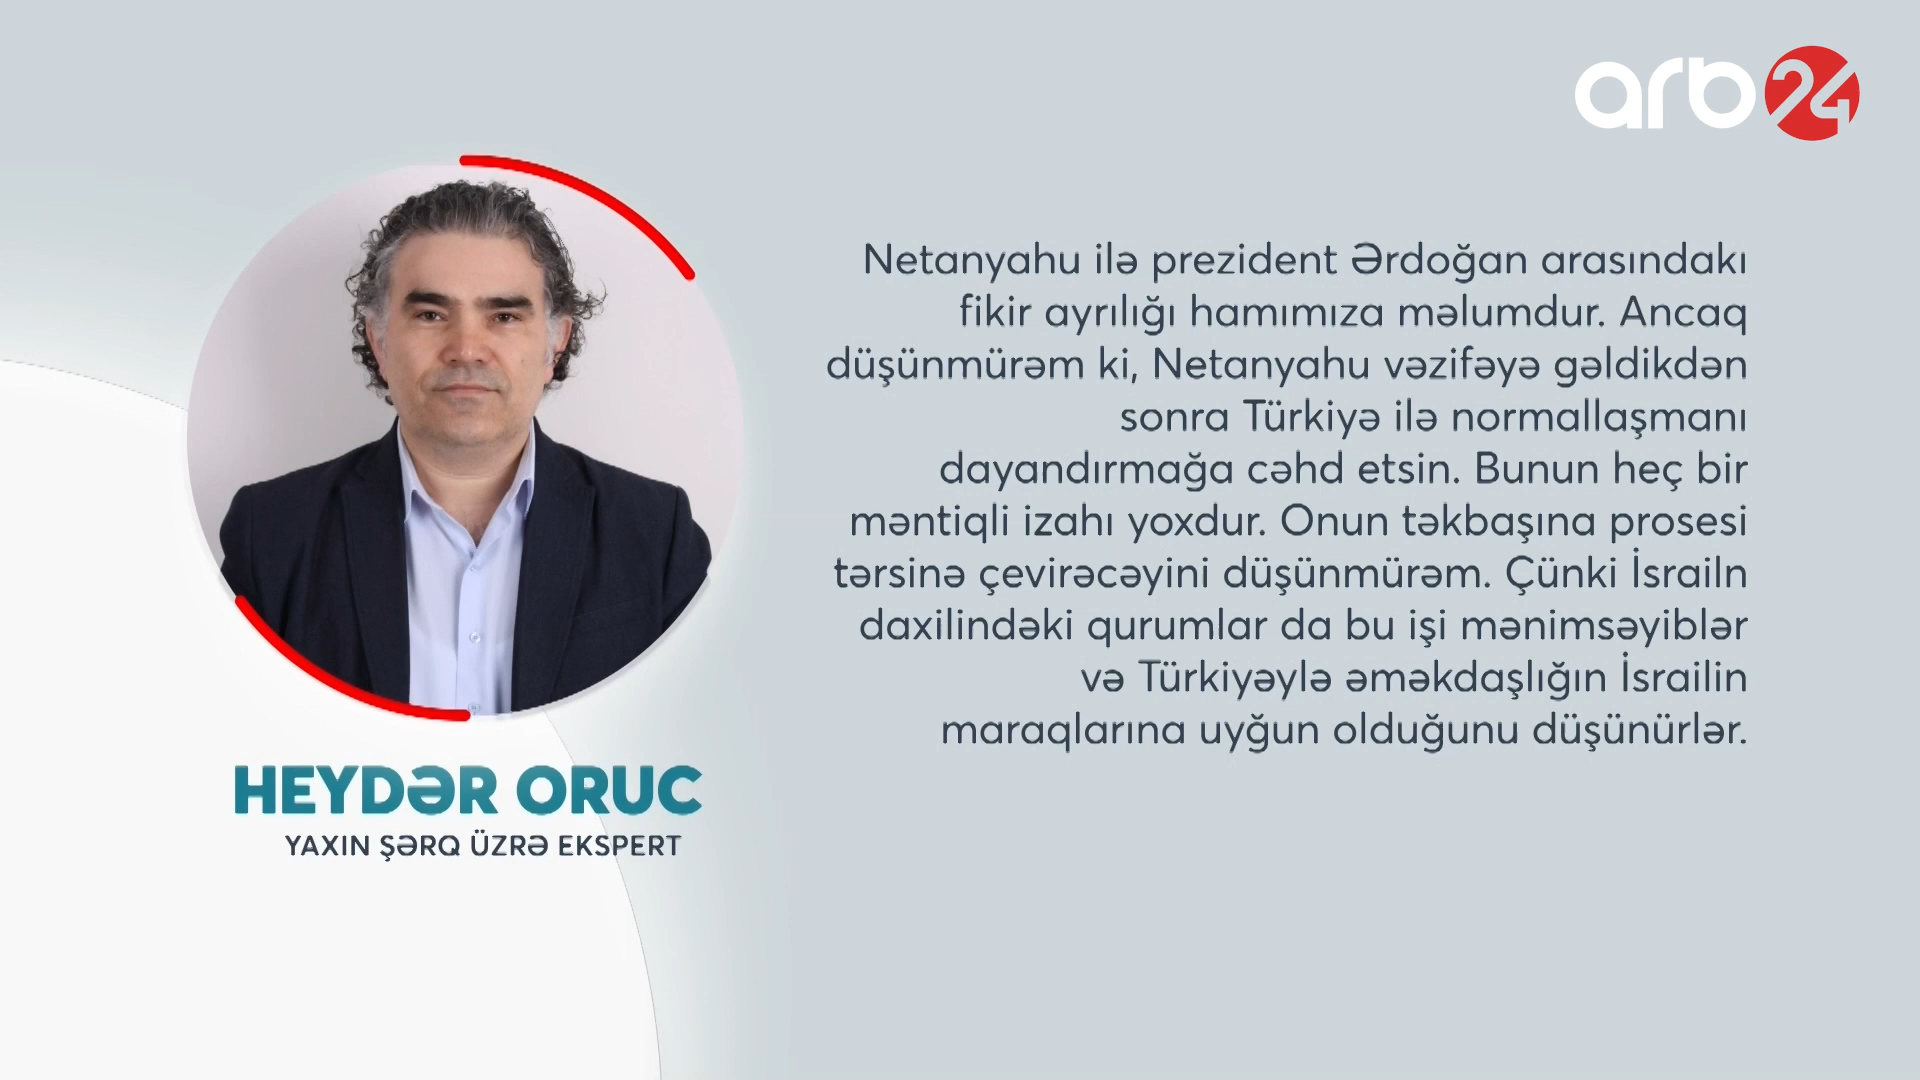 arb 24
Netanyahu ilə prezident Ərdoğan arasındakı
fikir ayrılığı hamımıza məlumdur. Ancaq
düşünmürəm ki, Netanyahu vəzifəyə gəldikdən
sonra Türkiyə ilə normallaşmanı
dayandırmağa cəhd etsin. Bunun heç bir
məntiqli izahı yoxdur. Onun təkbaşına prosesi
tərsinə çevirəcəyini düşünmürəm. Çünki İsrailn
daxilindəki qurumlar da bu işi mənimsəyiblər
və Türkiyəylə əməkdaşlığın İsrailin
maraqlarına uyğun olduğunu düşünürlər.
HEYDƏR ORUC
YAXIN ŞƏRQ ÜZRƏ EKSPERT